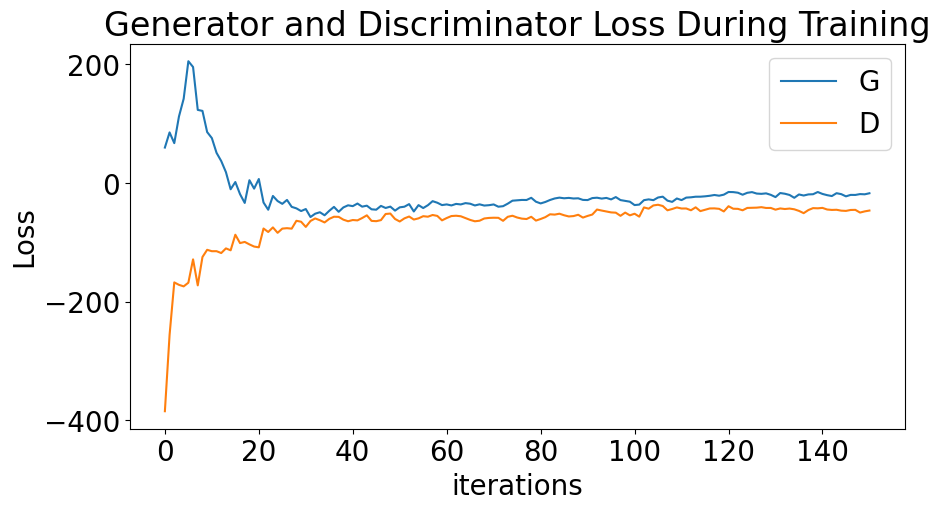 Generator and Discriminator Loss During Training
200
0
−200
−400
Loss
G
D
0 20 40 60 80 100 120 140
iterations